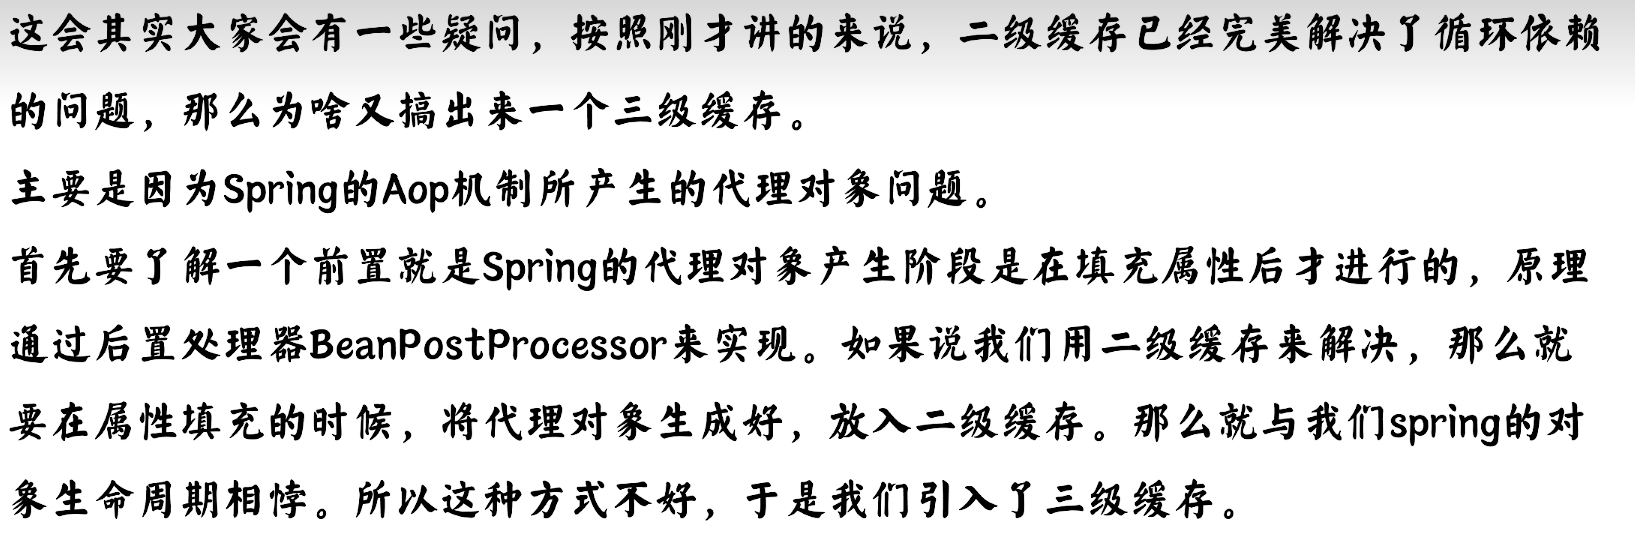 这会其实大家会有一些疑问，按照刚才讲的来说，二级缓存已经完美解决了循环依赖
的问题，那么为啥又搞出来一个三级缓存。
主要是因为Spring的Aop机制所产生的代理对象问题。
首先要了解一个前置就是Spring的代理对象产生阶段是在填充属性后才进行的，原理
通过后置处理器BeanPostProcessor来实现。如果说我们用二级缓存来解决，那么就
要在属性填充的时候，将代理对象生成好，放入二级缓存。那么就与我们spring的对
象生命周期相悖。所以这种方式不好，于是我们引入了三级缓存。